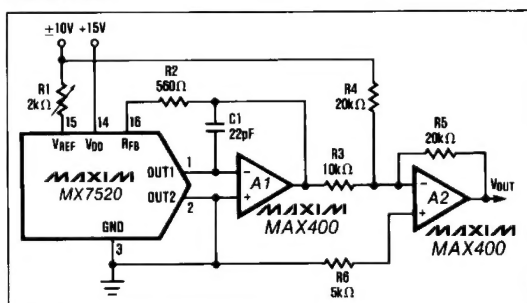 ±10V +15V
R1
2kΩ
15
14
16
R2
560Ω
C1
22pF
R4
20kΩ
R5
20kΩ
VREF VDD RFB
MAXIM
MX7520
OUT1
1
OUT2
2
GND
3
A1
MAXIM
MAX400
R3
10kΩ
A2
VOUT
MAXIM
MAX400
R6
5kΩ